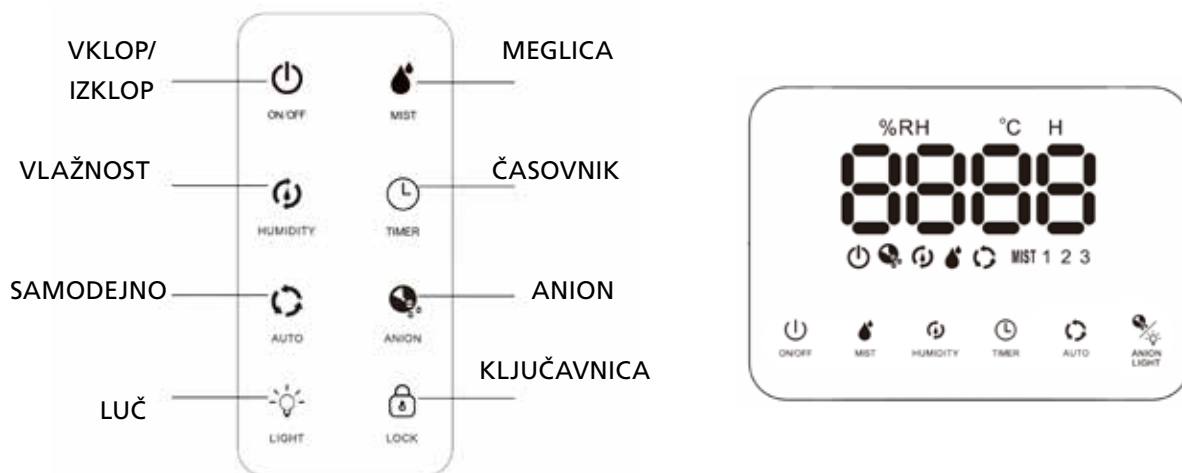 VKLOP/
IZKLOP
MEGLICA
ON/OFF
MIST
VLAŽNOST
ČASOVNIK
HUMIDITY
TIMER
SAMODEJNO
ANION
AUTO
ANION
LUČ
KLJUČAVNICA
LIGHT
LOCK
%RH °C H
8888
MIST 1 2 3
ON/OFF MIST HUMIDITY TIMER AUTO ANION
LIGHT